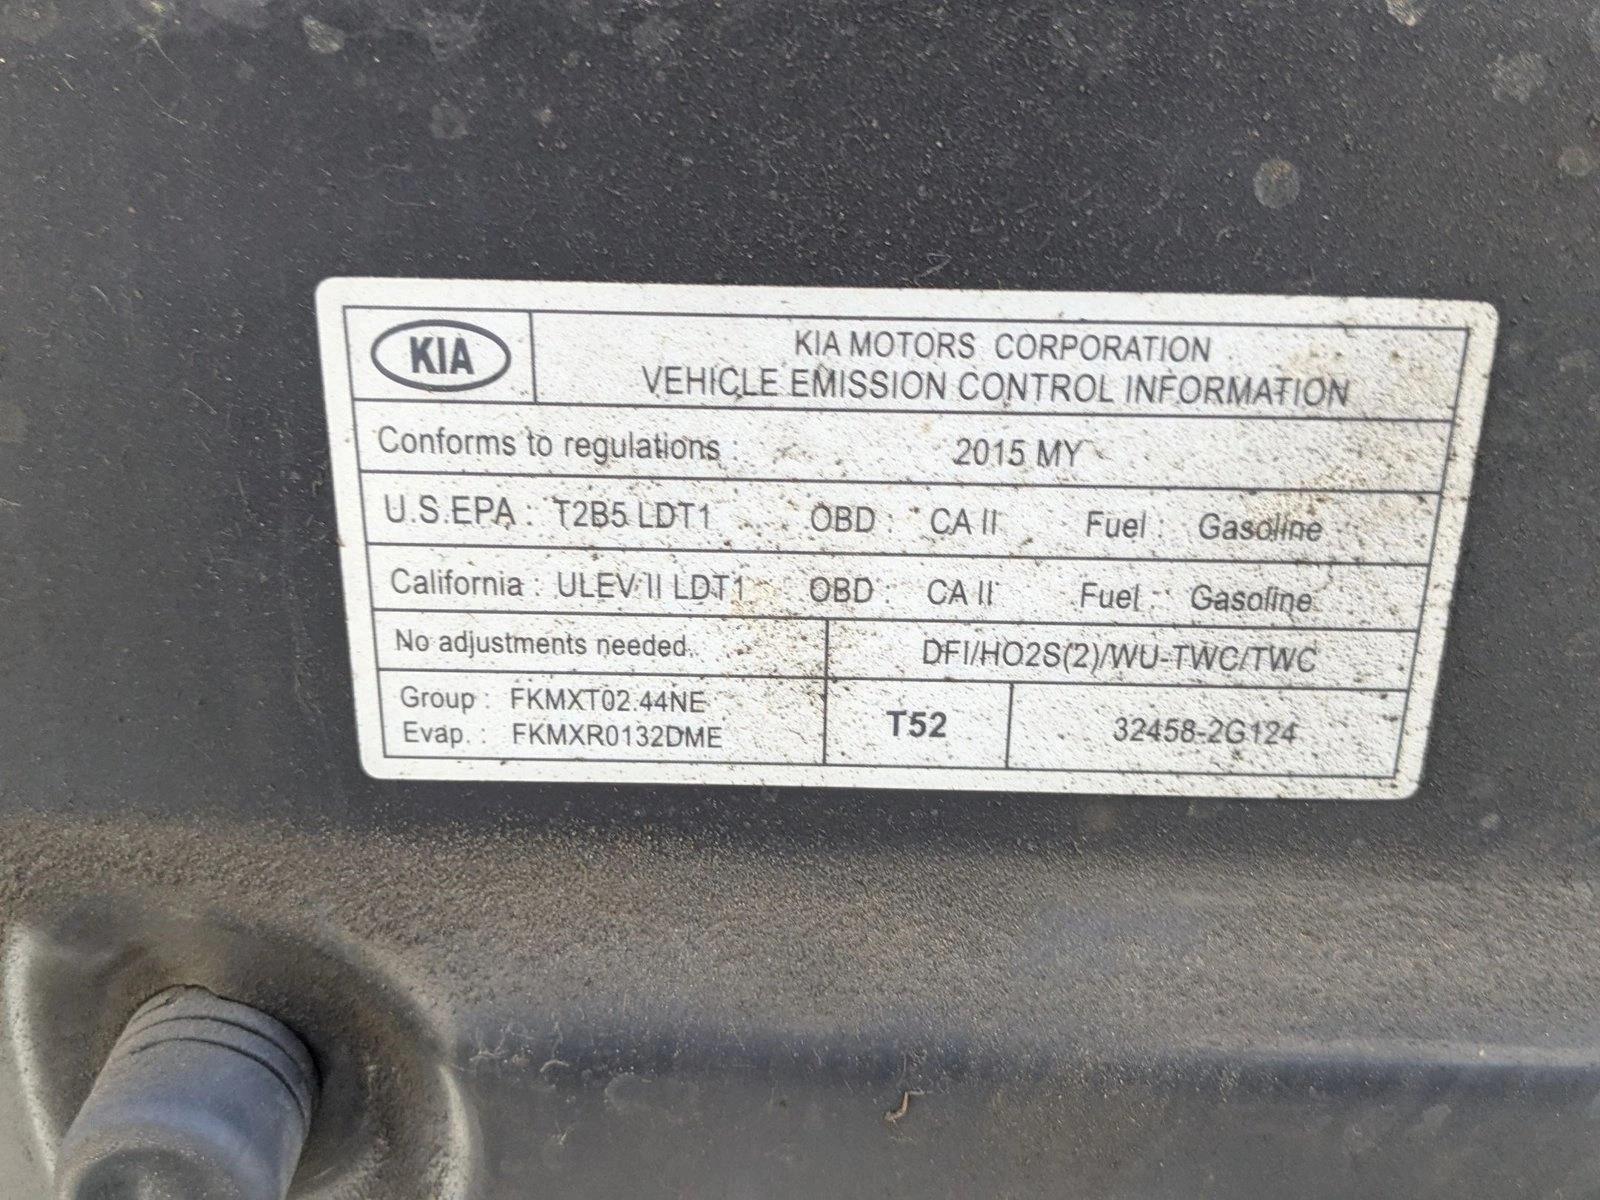 KIA
KIA MOTORS CORPORATION
VEHICLE EMISSION CONTROL INFORMATION
Conforms to regulations : 2015 MY
U.S.EPA : T2B5 LDT1 OBD : CA II Fuel : Gasoline
California : ULEV II LDT1 OBD : CA II Fuel : Gasoline
No adjustments needed.
DFI/HO2S(2)/WU-TWC/TWC
Group : FKMXT02.44NE
Evap. : FKMXR0132DME
T52
32458-2G124